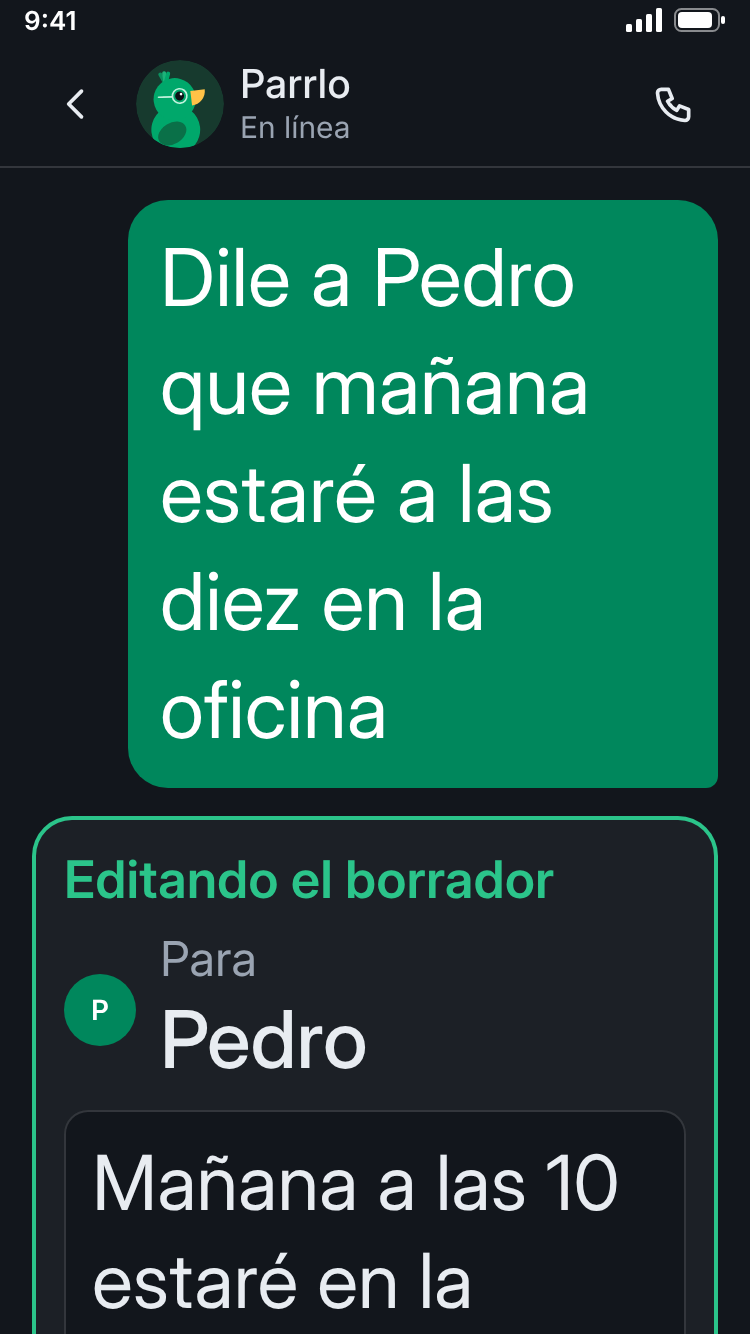 9:41
Parrlo
En línea
Dile a Pedro
que mañana
estaré a las
diez en la
oficina
Editando el borrador
Para
P
Pedro
Mañana a las 10
estaré en la